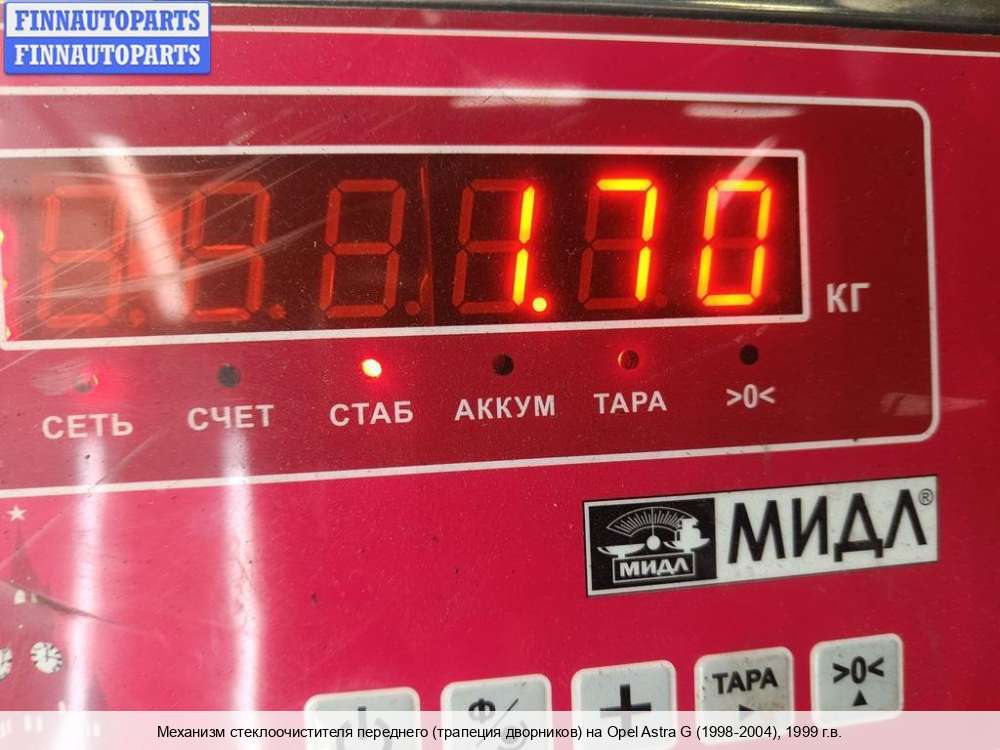 FINNAUTOPARTS
FINNAUTOPARTS
1.70
КГ
СЕТЬ СЧЕТ СТАБ АККУМ ТАРА >0<
МИДЛ МИДЛ®
Ф/ + ТАРА >0<
Механизм стеклоочистителя переднего (трапеция дворников) на Opel Astra G (1998-2004), 1999 г.в.